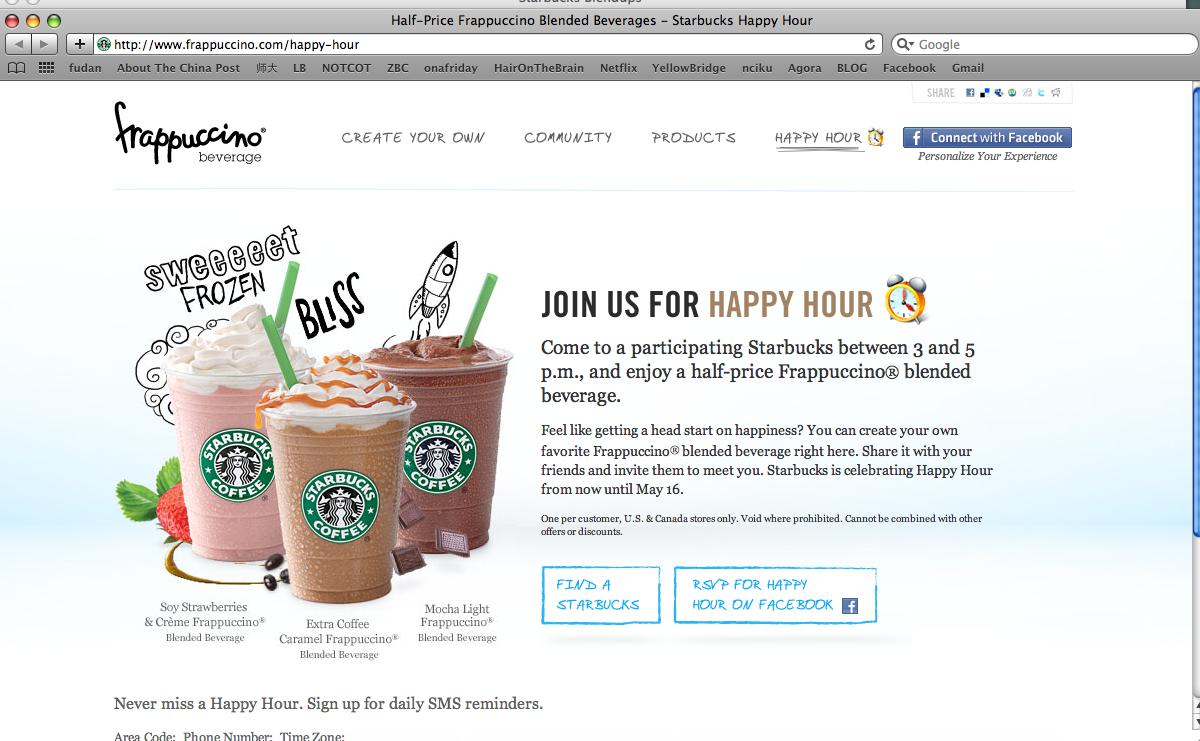 Starbucks Blendups
Half-Price Frappuccino Blended Beverages – Starbucks Happy Hour
http://www.frappuccino.com/happy-hour
Google
fudan About The China Post 师大 LB NOTCOT ZBC onafriday HairOnTheBrain Netflix YellowBridge nciku Agora BLOG Facebook Gmail
SHARE
frappuccino®
beverage
CREATE YOUR OWN COMMUNITY PRODUCTS HAPPY HOUR
f Connect with Facebook
Personalize Your Experience
sweeeeet
FROZEN
BLISS
STARBUCKS
COFFEE
STARBUCKS
COFFEE
STARBUCKS
COFFEE
Soy Strawberries
& Crème Frappuccino®
Blended Beverage
Extra Coffee
Caramel Frappuccino®
Blended Beverage
Mocha Light
Frappuccino®
Blended Beverage
JOIN US FOR HAPPY HOUR
Come to a participating Starbucks between 3 and 5
p.m., and enjoy a half-price Frappuccino® blended
beverage.
Feel like getting a head start on happiness? You can create your own
favorite Frappuccino® blended beverage right here. Share it with your
friends and invite them to meet you. Starbucks is celebrating Happy Hour
from now until May 16.
One per customer, U.S. & Canada stores only. Void where prohibited. Cannot be combined with other
offers or discounts.
FIND A
STARBUCKS
RSVP FOR HAPPY
HOUR ON FACEBOOK f
Never miss a Happy Hour. Sign up for daily SMS reminders.
Area Code: Phone Number: Time Zone: